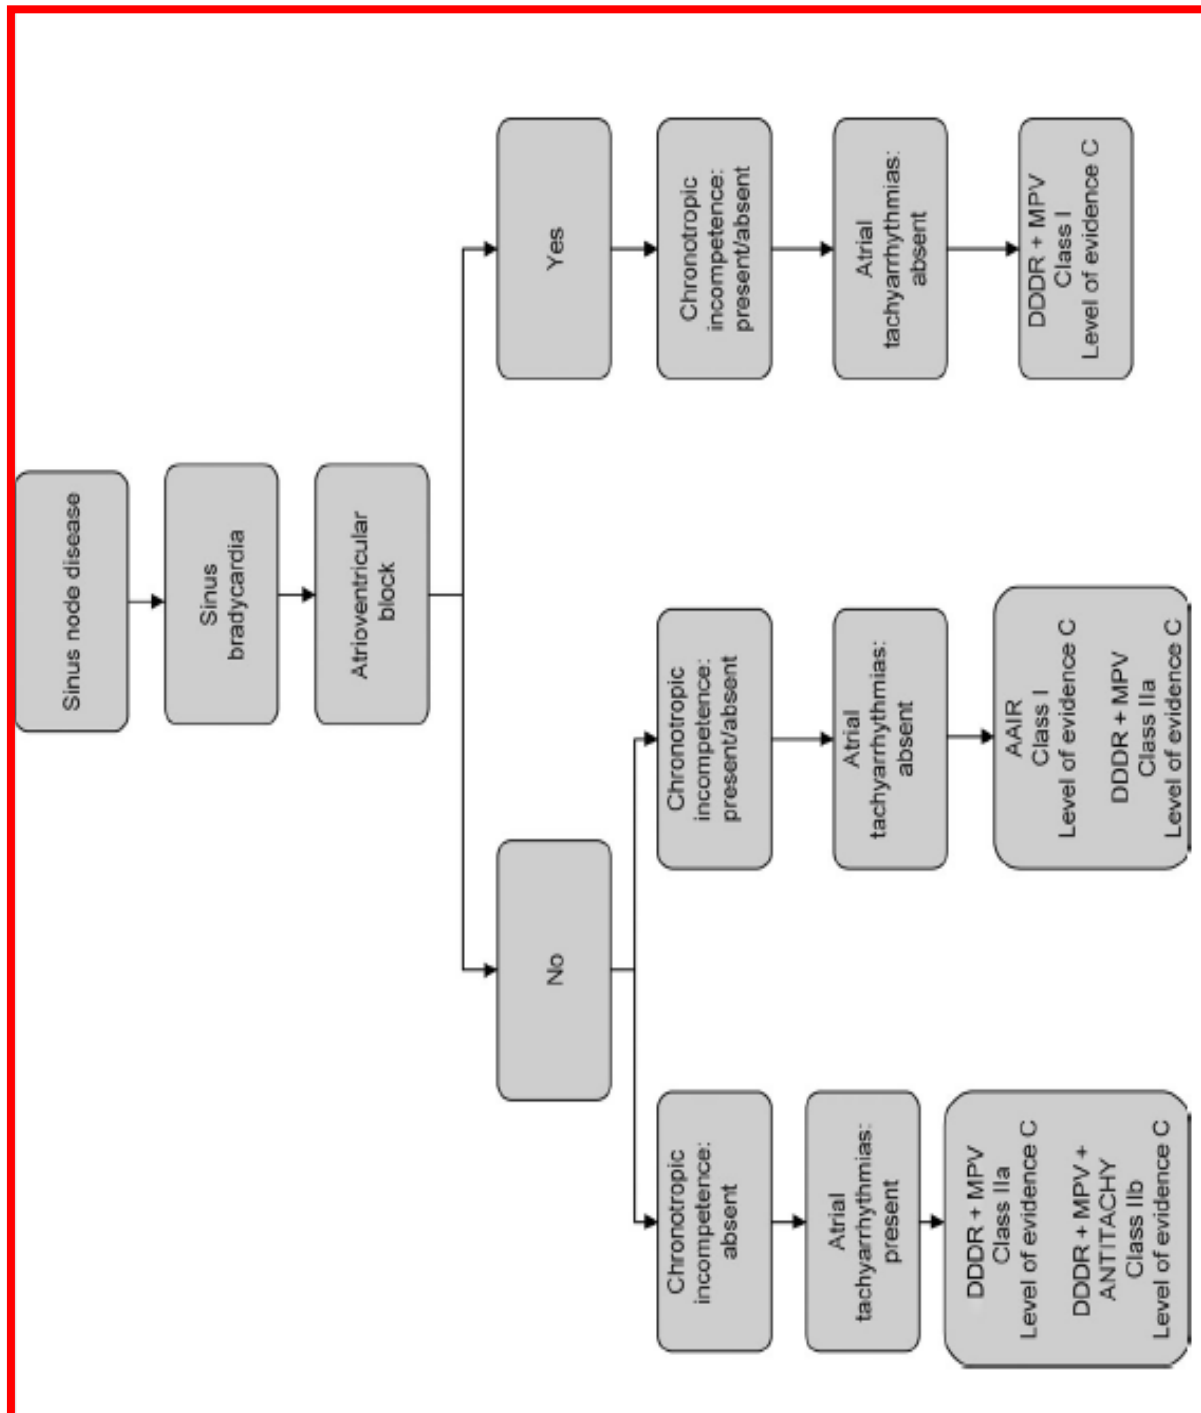 Sinus node disease
Sinus
bradycardia
Atrioventricular
block
No
Yes
Chronotropic
incompetence:
absent
Chronotropic
incompetence:
present/absent
Chronotropic
incompetence:
present/absent
Atrial
tachyarrhythmias:
present
Atrial
tachyarrhythmias:
absent
Atrial
tachyarrhythmias:
absent
DDDR + MPV
Class IIa
Level of evidence C
DDDR + MPV +
ANTITACHY
Class IIb
Level of evidence C
AAIR
Class I
Level of evidence C
DDDR + MPV
Class IIa
Level of evidence C
DDDR + MPV
Class I
Level of evidence C